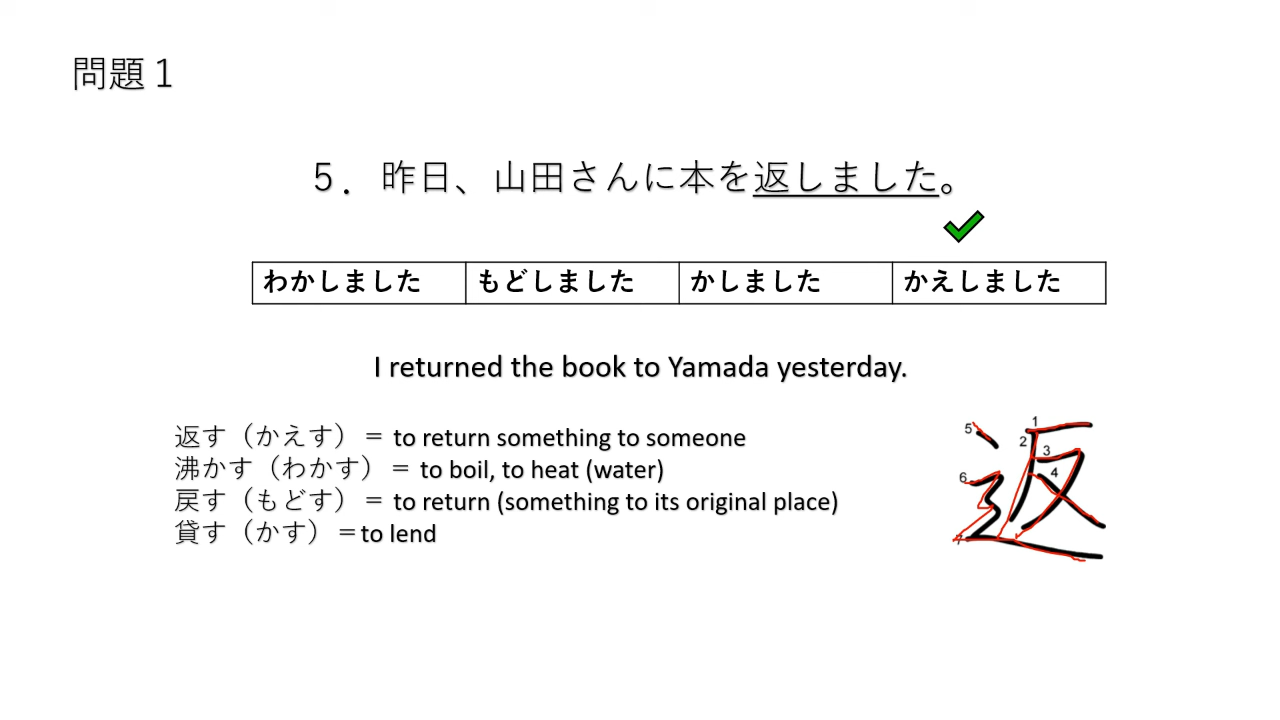 問題１
５．昨日、山田さんに本を返しました。
わかしました もどしました かしました かえしました
I returned the book to Yamada yesterday.
返す（かえす）＝ to return something to someone
沸かす（わかす）＝ to boil, to heat (water)
戻す（もどす）＝ to return (something to its original place)
貸す（かす）＝to lend
返
1
2
3
4
5
6